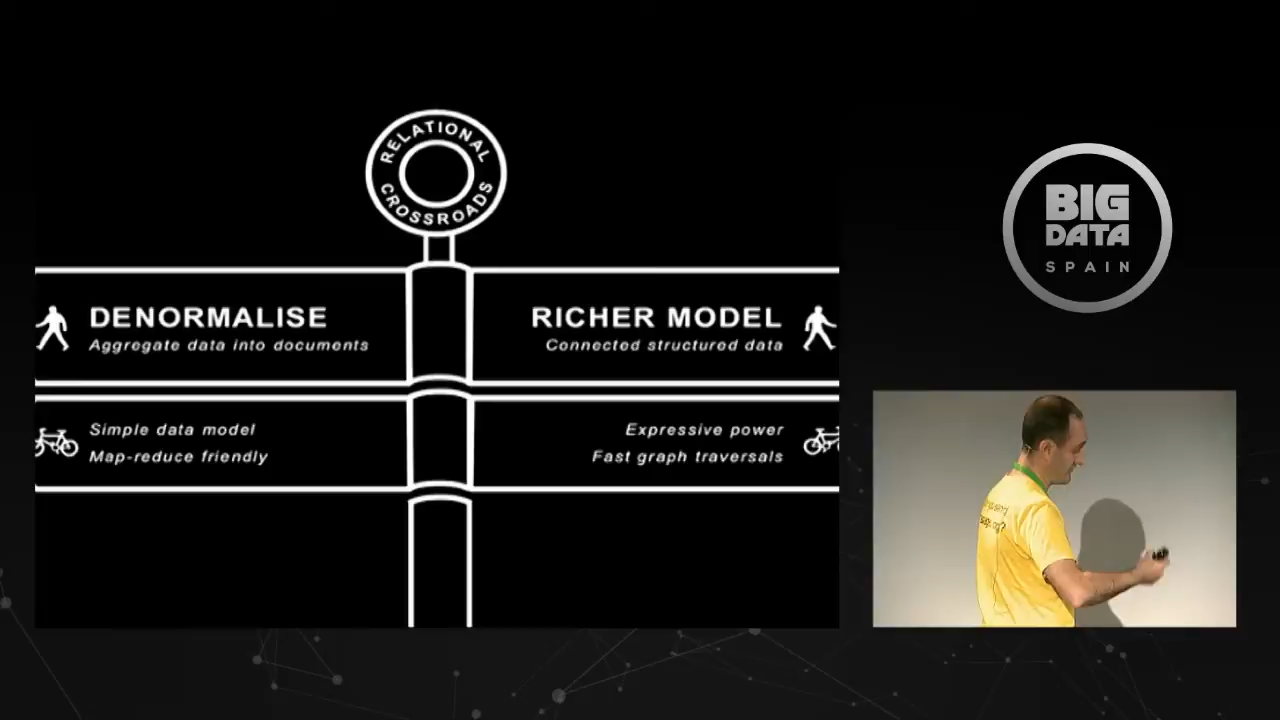 RELATIONAL
CROSSROADS
DENORMALISE
Aggregate data into documents
RICHER MODEL
Connected structured data
Simple data model
Map-reduce friendly
Expressive power
Fast graph traversals
BIG
DATA
SPAIN